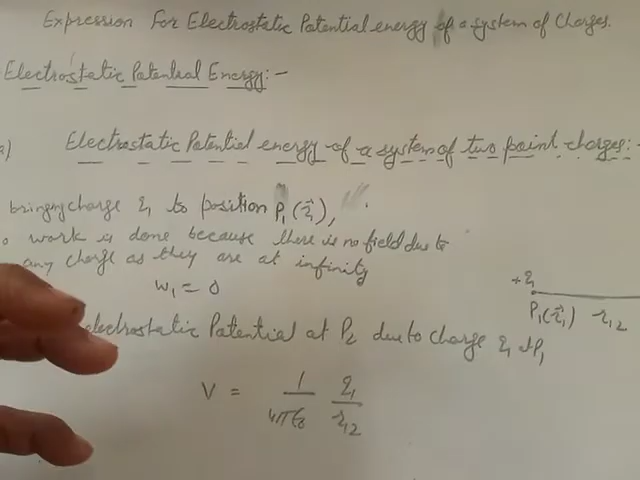 Expression For Electrostatic Potential energy of a system of Charges.
Electrostatic Potential Energy:-
a) Electrostatic Potential energy of a system of two point charges:-
bringing charge q₁ to position P₁(r⃗₁),
o work is done because there is no field due to
any charge as they are at infinity
W₁ = 0
+q₁
P₁(r⃗₁) r₁₂
electrostatic Potential at P₂ due to charge q₁ at P₁
V = 1/4πε₀ q₁/r₁₂